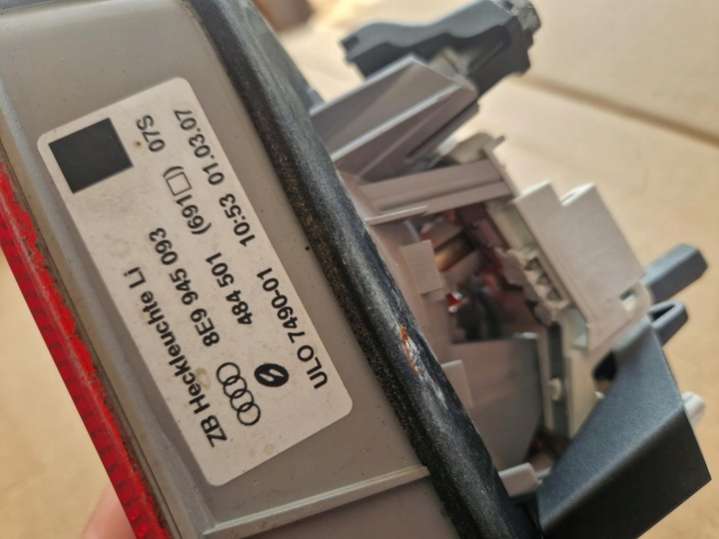 ZB Heckleuchte Li
8E9 945 093
484 501 (691□) 07S
ULO 7490-01 10:53 01.03.07